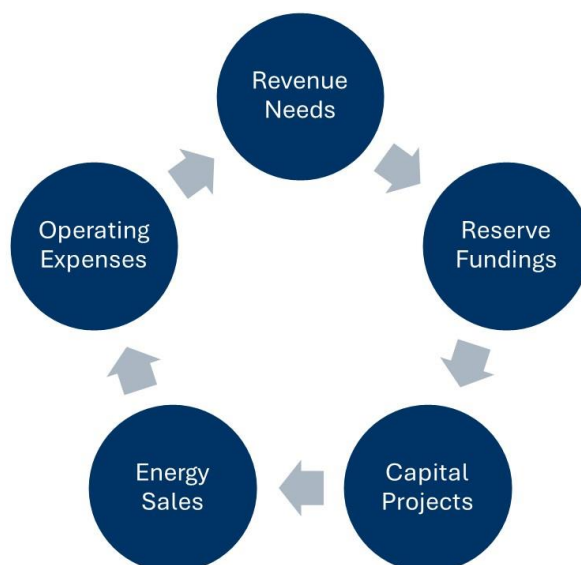 Revenue
Needs
Reserve
Fundings
Capital
Projects
Energy
Sales
Operating
Expenses